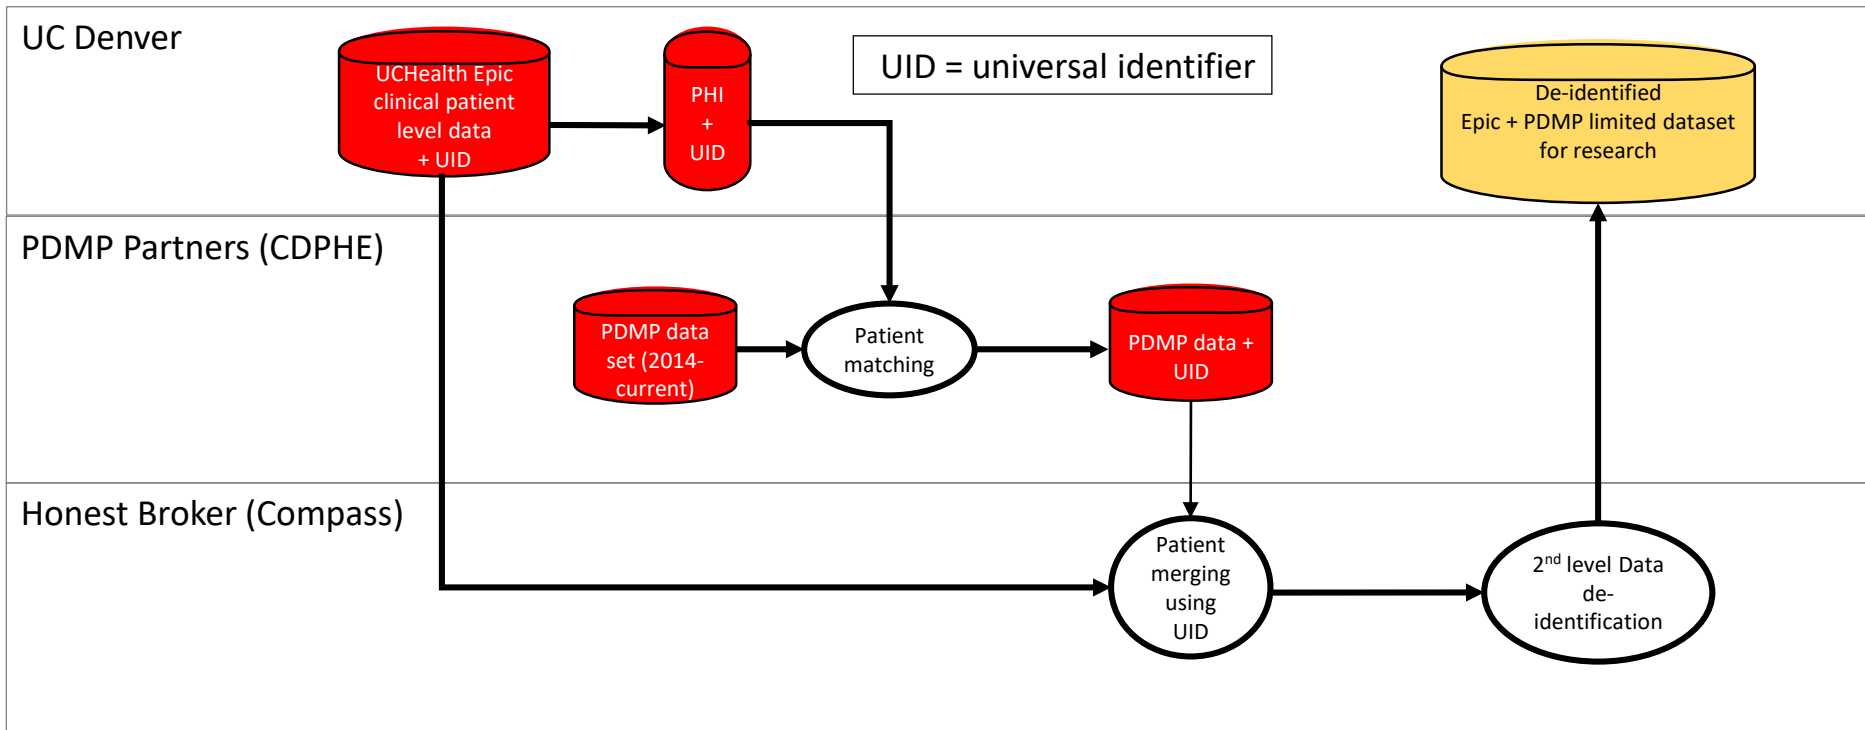 UC Denver
UCHealth Epic
clinical patient
level data
+ UID
PHI
+
UID
UID = universal identifier
De-identified
Epic + PDMP limited dataset
for research
PDMP Partners (CDPHE)
PDMP data
set (2014-
current)
Patient
matching
PDMP data +
UID
Honest Broker (Compass)
Patient
merging
using
UID
2nd level Data
de-
identification